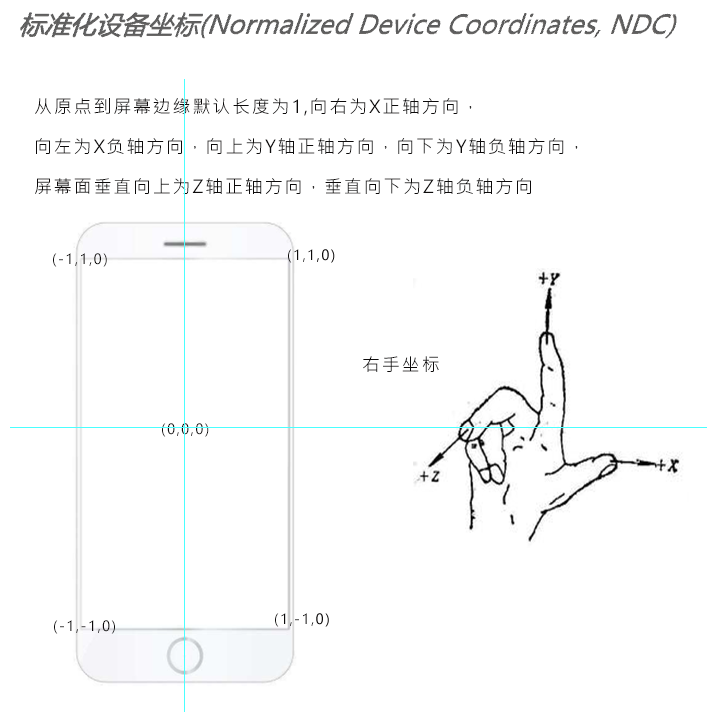 标准化设备坐标(Normalized Device Coordinates, NDC)
从原点到屏幕边缘默认长度为1,向右为X正轴方向，
向左为X负轴方向，向上为Y轴正轴方向，向下为Y轴负轴方向，
屏幕面垂直向上为Z轴正轴方向，垂直向下为Z轴负轴方向
(-1,1,0)
(1,1,0)
+Y
右手坐标
(0,0,0)
+X
+Z
(-1,-1,0)
(1,-1,0)